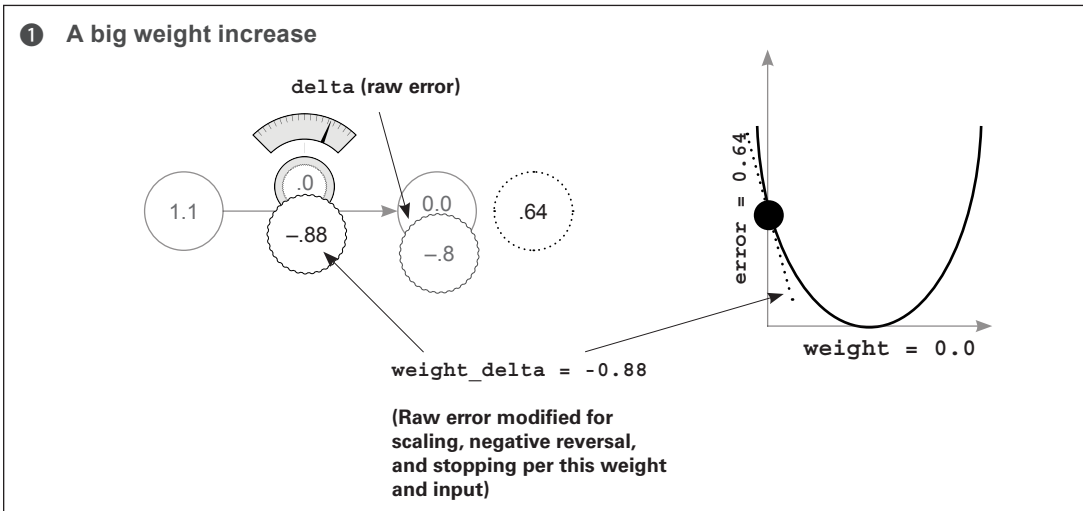 ❶ A big weight increase
delta (raw error)
.0
1.1
0.0
.64
–.88
–.8
error = 0.64
weight = 0.0
weight_delta = -0.88
(Raw error modified for
scaling, negative reversal,
and stopping per this weight
and input)